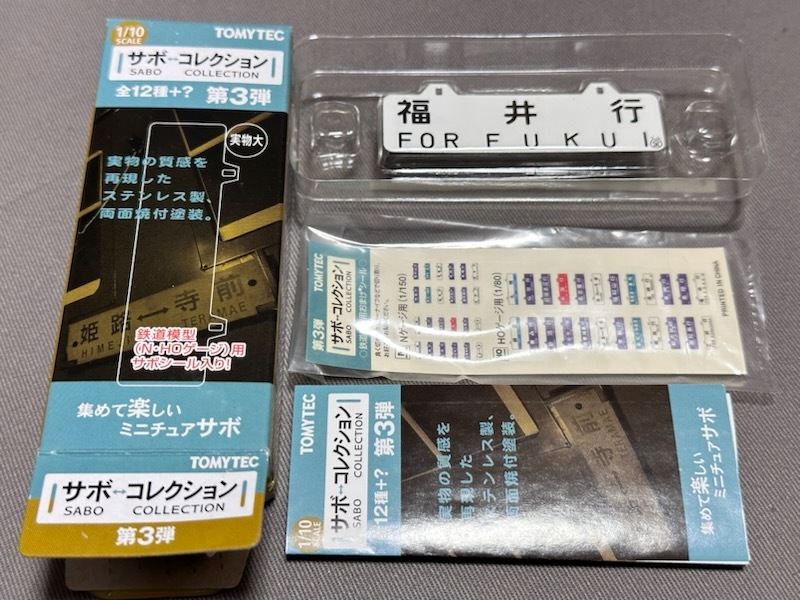 1/10
SCALE
TOMYTEC
サボ↔コレクション
SABO COLLECTION
全12種+? 第3弾
実物大
実物の質感を
再現した
ステンレス製、
両面焼付塗装。
姫路←→寺前
HIMEJ
TERAMAE
鉄道模型
(N・HOゲージ)用
サボシール入り!
集めて楽しい
ミニチュアサボ
TOMYTEC
サボ↔コレクション
SABO COLLECTION
第3弾
福井行
FOR FUKUI
TOMYTEC
サボ↔コレクション
SABO COLLECTION
第3弾
Nゲージ用(1/150)
HOゲージ用(1/80)
PRINTED IN CHINA
TOMYTEC
サボ↔コレクション
SABO COLLECTION
1/10
SCALE
12種+? 第3弾
実物の質感を
再現した
ステンレス製、
両面焼付塗装。
寺前
集めて楽しい
ミニチュアサボ